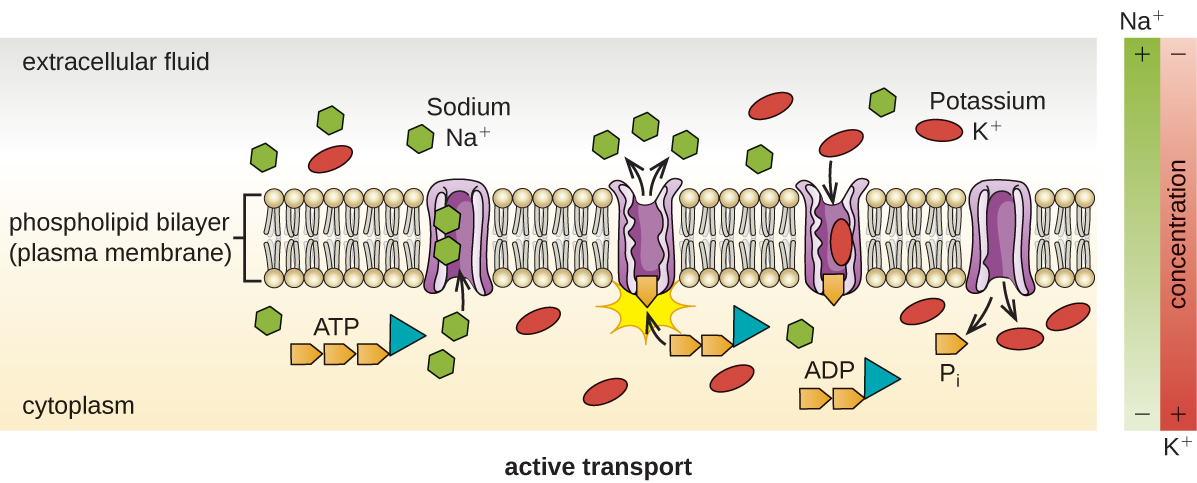 Na⁺
extracellular fluid
+ −
Sodium
Na⁺
Potassium
K⁺
phospholipid bilayer
(plasma membrane)
concentration
ATP
ADP
Pᵢ
cytoplasm
− +
K⁺
active transport